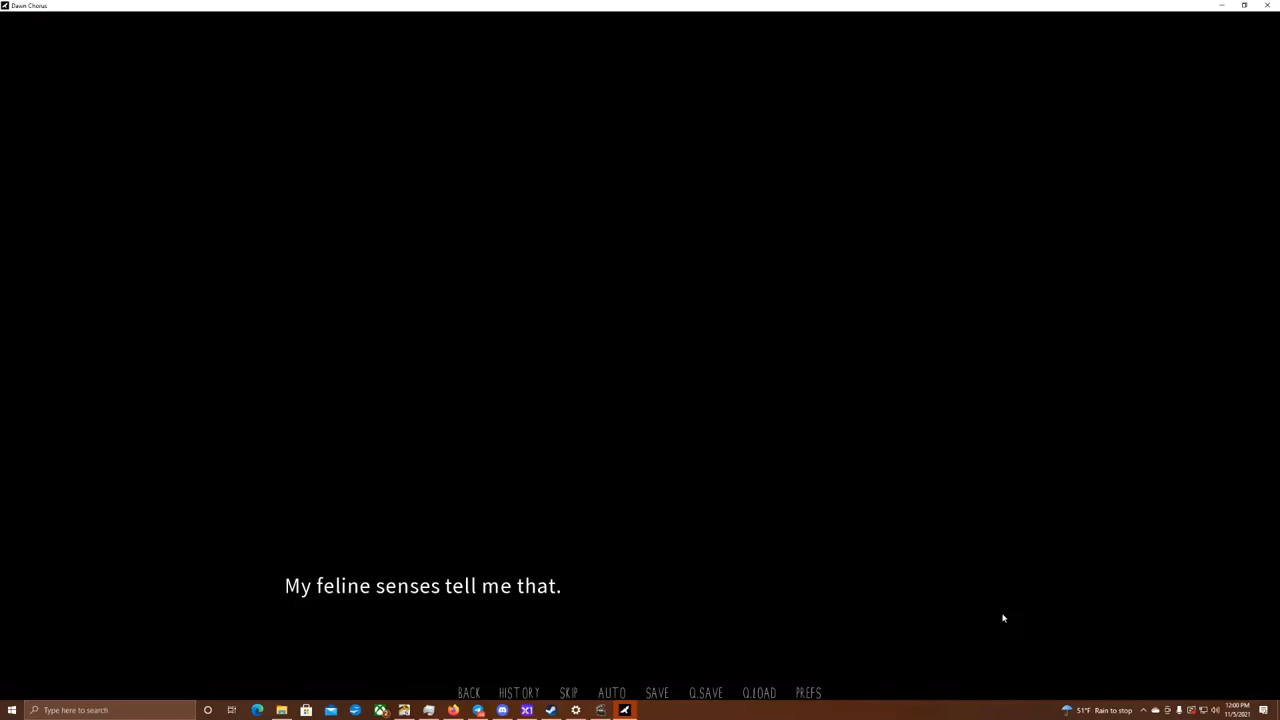 Dawn Chorus
My feline senses tell me that.
BACK HISTORY SKIP AUTO SAVE Q.SAVE Q.LOAD PREFS
Type here to search
51°F Rain to stop
12:00 PM
11/5/2021